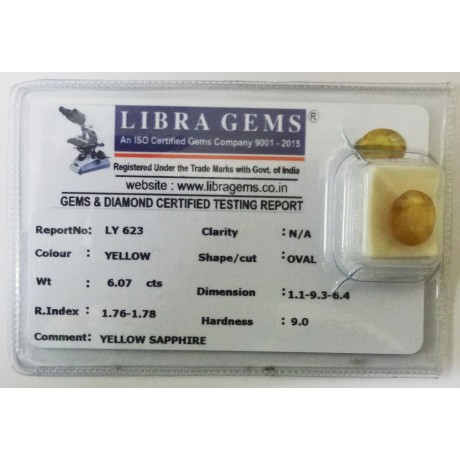 LIBRA GEMS ®
An ISO Certified Gems Company 9001 - 2015
Registered Under the Trade Marks with Govt. of India
website : www.libragems.co.in
GEMS & DIAMOND CERTIFIED TESTING REPORT
ReportNo: LY 623 Clarity : N/A
Colour : YELLOW Shape/cut : OVAL
Wt : 6.07 cts Dimension : 1.1-9.3-6.4
R.Index : 1.76-1.78 Hardness : 9.0
Comment: YELLOW SAPPHIRE